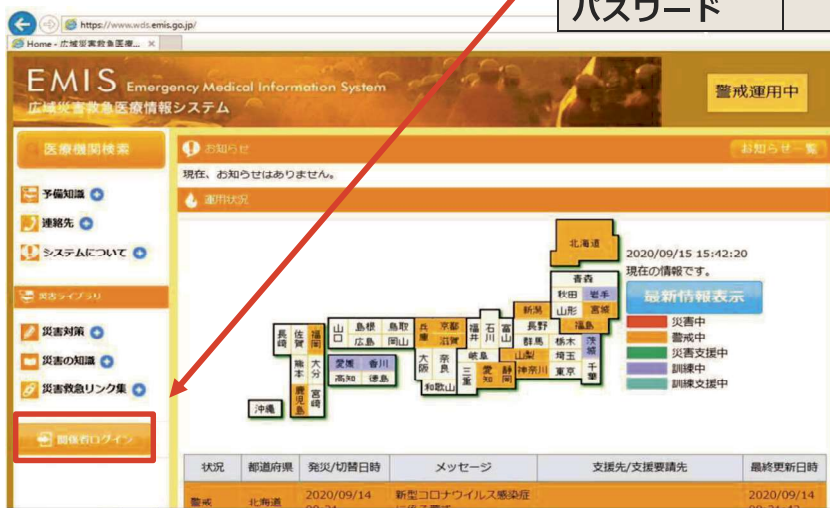 パスワード
https://www.wds.emis.go.jp/
Home - 広域災害救急医療...
EMIS Emergency Medical Information System
広域災害救急医療情報システム
警戒運用中
医療機関検索
予備知識
連絡先
システムについて
災害ライブラリ
災害対策
災害の知識
災害救急リンク集
関係者ログイン
お知らせ
お知らせ一覧
現在、お知らせはありません。
運用状況
北海道
青森
秋田 岩手
新潟 山形 宮城
長崎 佐賀 福岡 山口 島根 鳥取 兵庫 京都 福井 石川 富山 長野 福島
広島 岡山 滋賀 群馬 栃木 茨城
熊本 大分 愛媛 香川 大阪 奈良 岐阜 山梨 埼玉
高知 徳島 三重 愛知 静岡 神奈川 東京 千葉
鹿児島 宮崎 和歌山
沖縄
2020/09/15 15:42:20
現在の情報です。
最新情報表示
災害中
警戒中
災害支援中
訓練中
訓練支援中
状況 都道府県 発災/切替日時 メッセージ 支援先/支援要請先 最終更新日時
警戒 北海道 2020/09/14 新型コロナウイルス感染症 2020/09/14